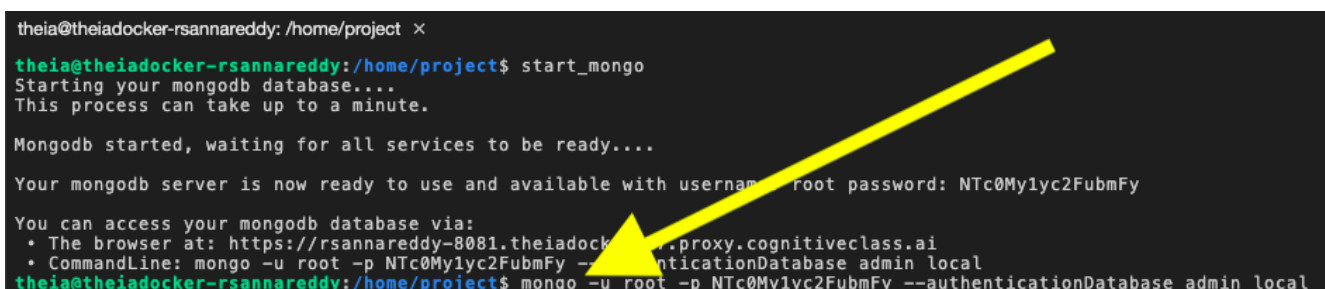 theia@theiadocker-rsannareddy: /home/project ×
theia@theiadocker-rsannareddy:/home/project$ start_mongo
Starting your mongodb database....
This process can take up to a minute.
Mongodb started, waiting for all services to be ready....
Your mongodb server is now ready to use and available with username root password: NTc0My1yc2FubmFy
You can access your mongodb database via:
• The browser at: https://rsannareddy-8081.theiadock .proxy.cognitiveclass.ai
• CommandLine: mongo -u root -p NTc0My1yc2FubmFy -- enticationDatabase admin local
theia@theiadocker-rsannareddy:/home/project$ mongo -u root -p NTc0My1yc2FubmFy --authenticationDatabase admin local